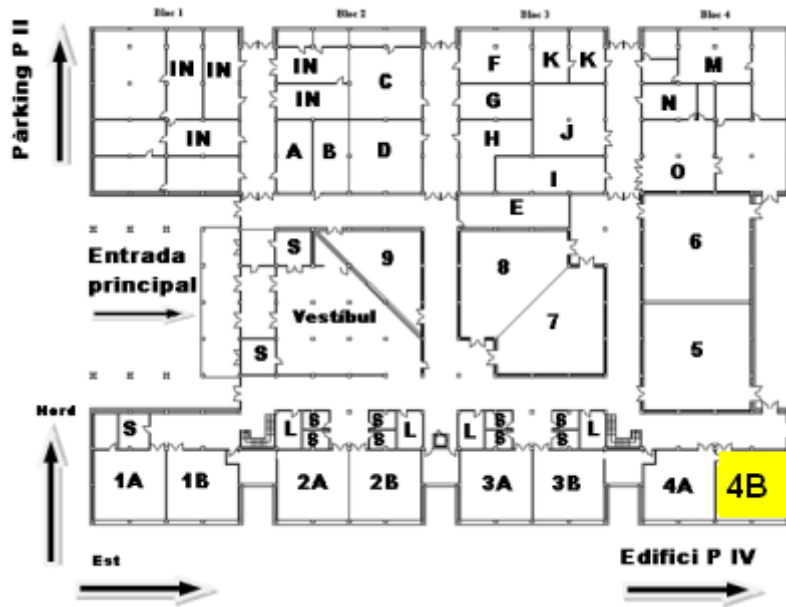 Bloc 1 Bloc 2 Bloc 3 Bloc 4
Párking P II
IN IN IN F K K M
C
IN G N
IN A B D H J O
I
E
S 9 8 6
Entrada
principal
Vestíbul 7
S 5
Nord
S L S S L L S S L
S S S S
1A 1B 2A 2B 3A 3B 4A 4B
Est Edifici P IV